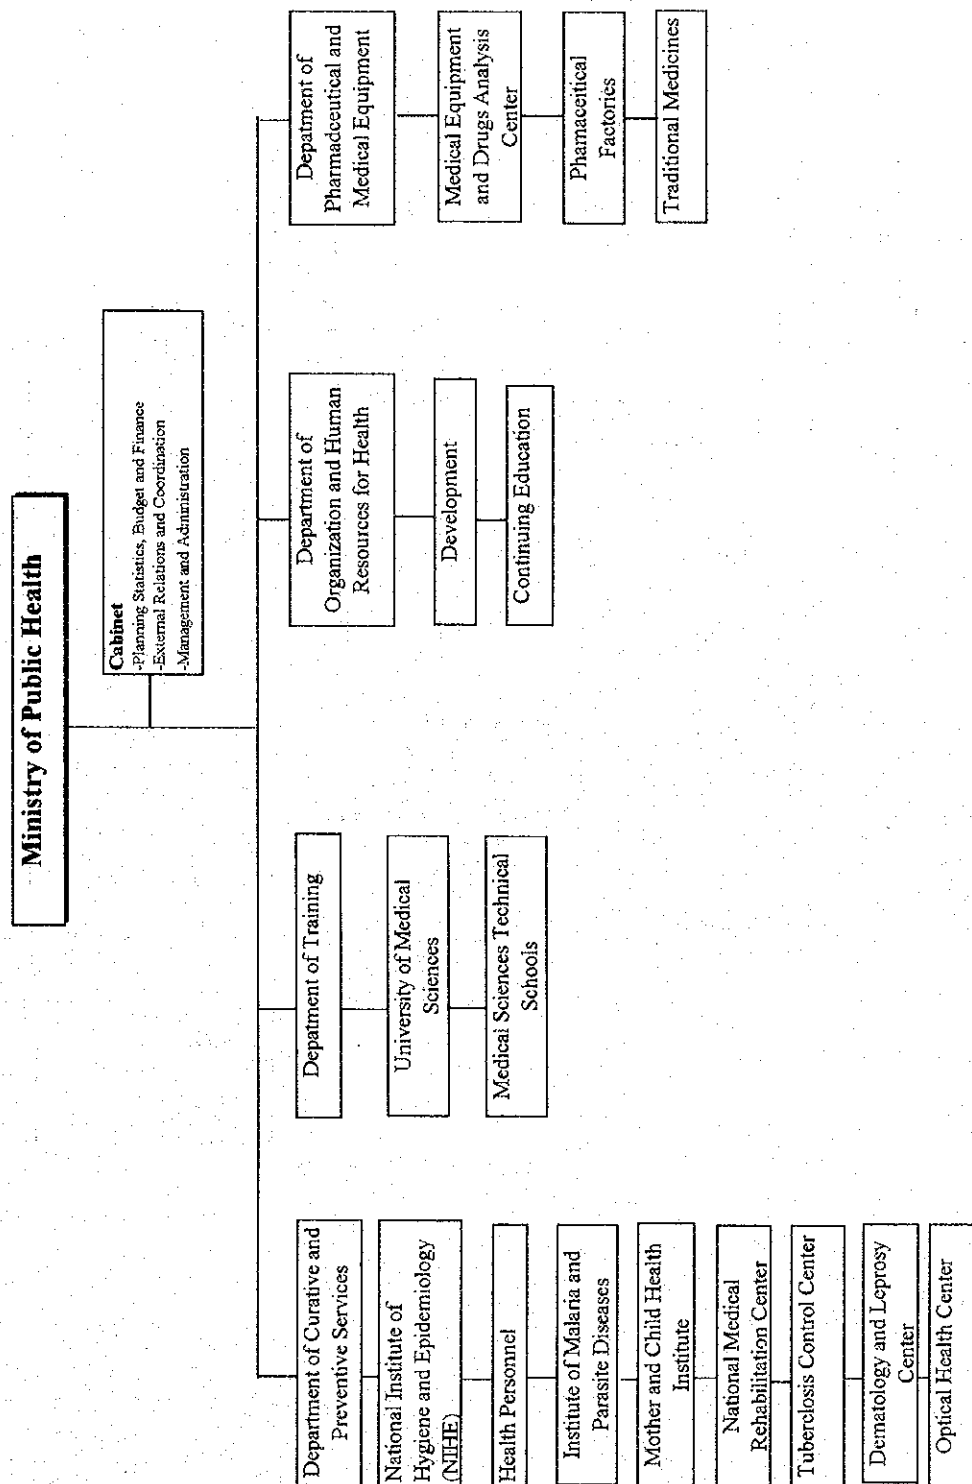 Ministry of Public Health
Cabinet
-Planning Statistics, Budget and Finance
-External Relations and Coordination
-Management and Administration
Department of Curative and
Preventive Services
National Institute of
Hygiene and Epidemiology
(NIHE)
Health Personnel
Institute of Malaria and
Parasite Diseases
Mother and Child Health
Institute
National Medical
Rehabilitation Center
Tuberclosis Control Center
Dematology and Leprosy
Center
Optical Health Center
Depatment of Training
University of Medical
Sciences
Medical Sciences Technical
Schools
Department of
Organization and Human
Resources for Health
Development
Continuing Education
Depatment of
Pharmadceutical and
Medical Equipment
Medical Equipment
and Drugs Analysis
Center
Phamaceitical
Factories
Traditional Medicines